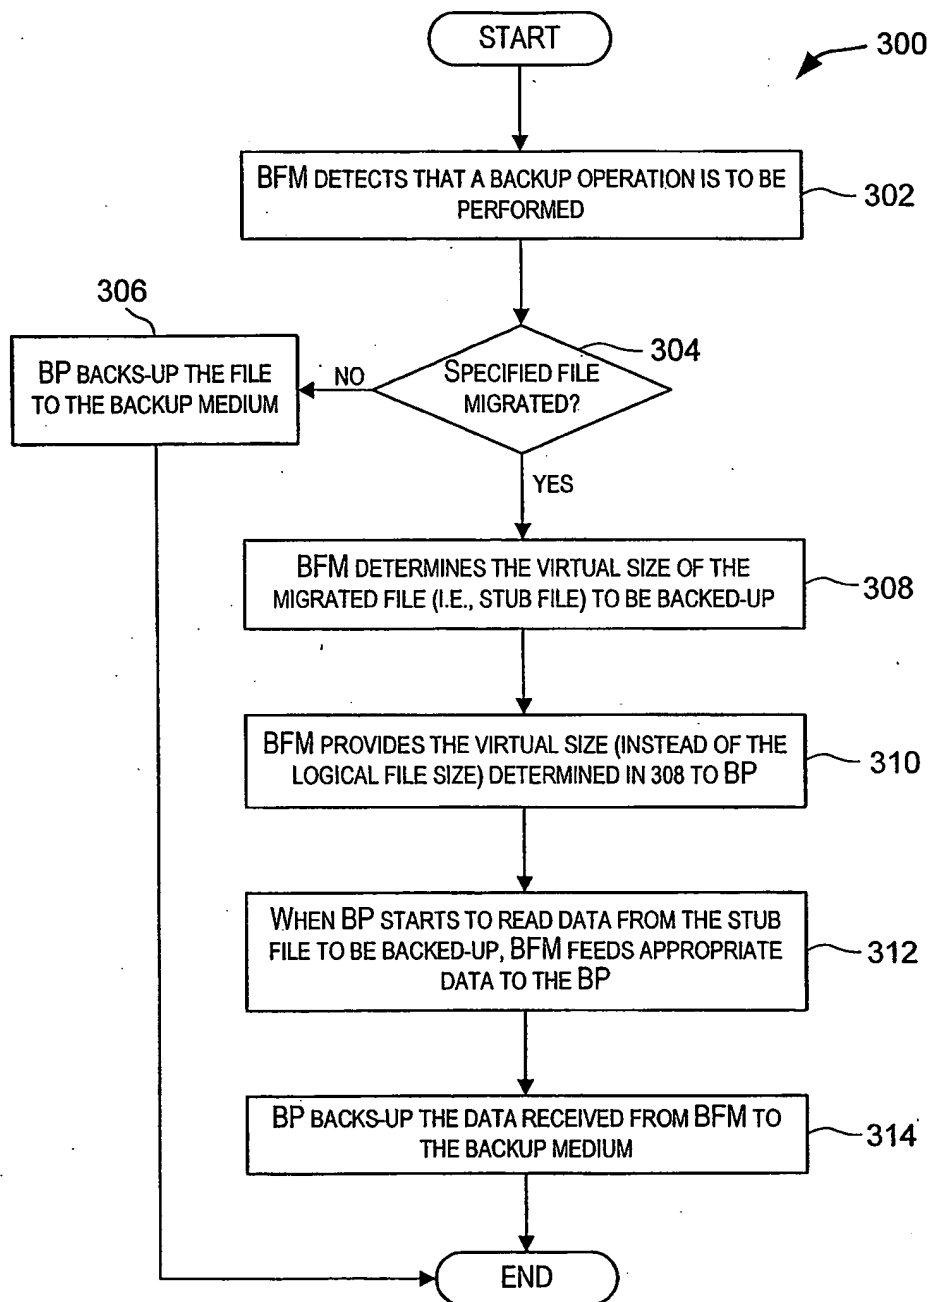 START
300
BFM DETECTS THAT A BACKUP OPERATION IS TO BE
PERFORMED
302
306
304
BP BACKS-UP THE FILE
TO THE BACKUP MEDIUM
NO
SPECIFIED FILE
MIGRATED?
YES
BFM DETERMINES THE VIRTUAL SIZE OF THE
MIGRATED FILE (I.E., STUB FILE) TO BE BACKED-UP
308
BFM PROVIDES THE VIRTUAL SIZE (INSTEAD OF THE
LOGICAL FILE SIZE) DETERMINED IN 308 TO BP
310
WHEN BP STARTS TO READ DATA FROM THE STUB
FILE TO BE BACKED-UP, BFM FEEDS APPROPRIATE
DATA TO THE BP
312
BP BACKS-UP THE DATA RECEIVED FROM BFM TO
THE BACKUP MEDIUM
314
END